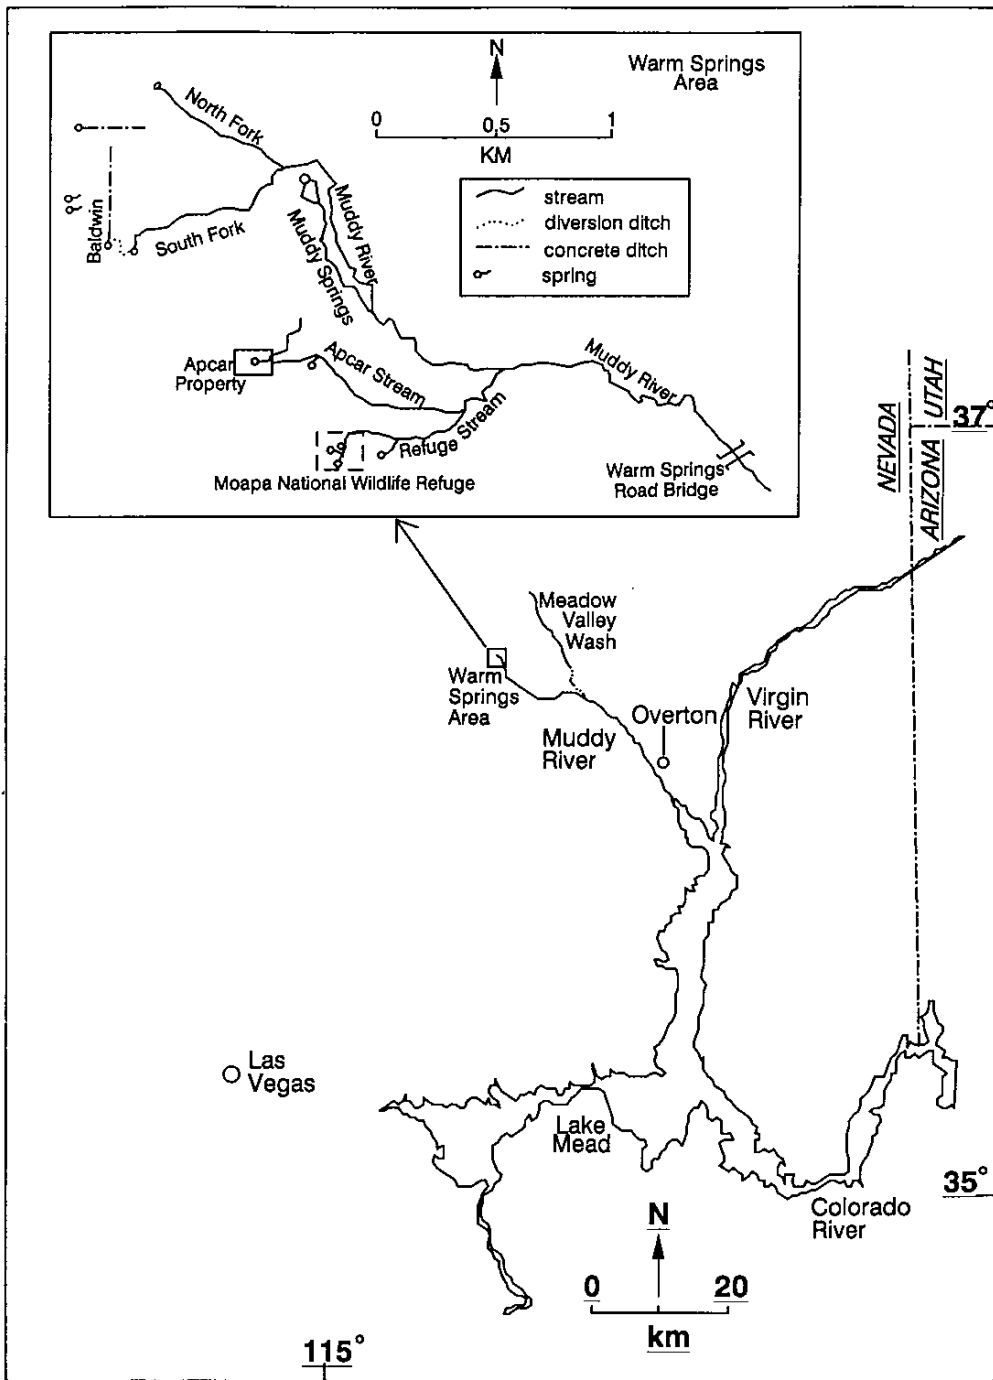 N
Warm Springs
Area
0
0.5
1
KM
stream
diversion ditch
concrete ditch
spring
North Fork
Baldwin
South Fork
Muddy River
Muddy Springs
Apcar
Property
Apcar Stream
Refuge Stream
Muddy River
Moapa National Wildlife Refuge
Warm Springs
Road Bridge
NEVADA
UTAH
37°
ARIZONA
Meadow
Valley
Wash
Warm
Springs
Area
Muddy
River
Overton
Virgin
River
Las
Vegas
Lake
Mead
35°
Colorado
River
N
0
20
km
115°